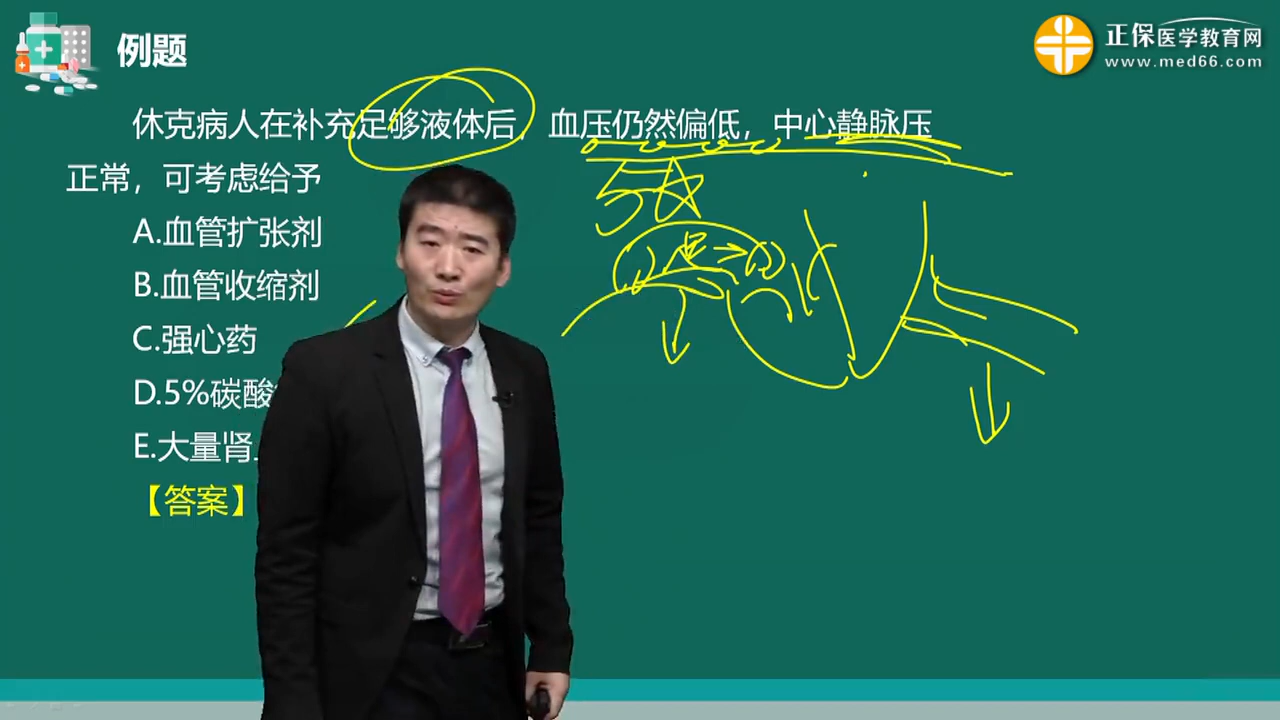 例题
正保医学教育网
www.med66.com
休克病人在补充足够液体后，血压仍然偏低，中心静脉压
正常，可考虑给予
A.血管扩张剂
B.血管收缩剂
C.强心药
D.5%碳酸
E.大量肾
【答案】